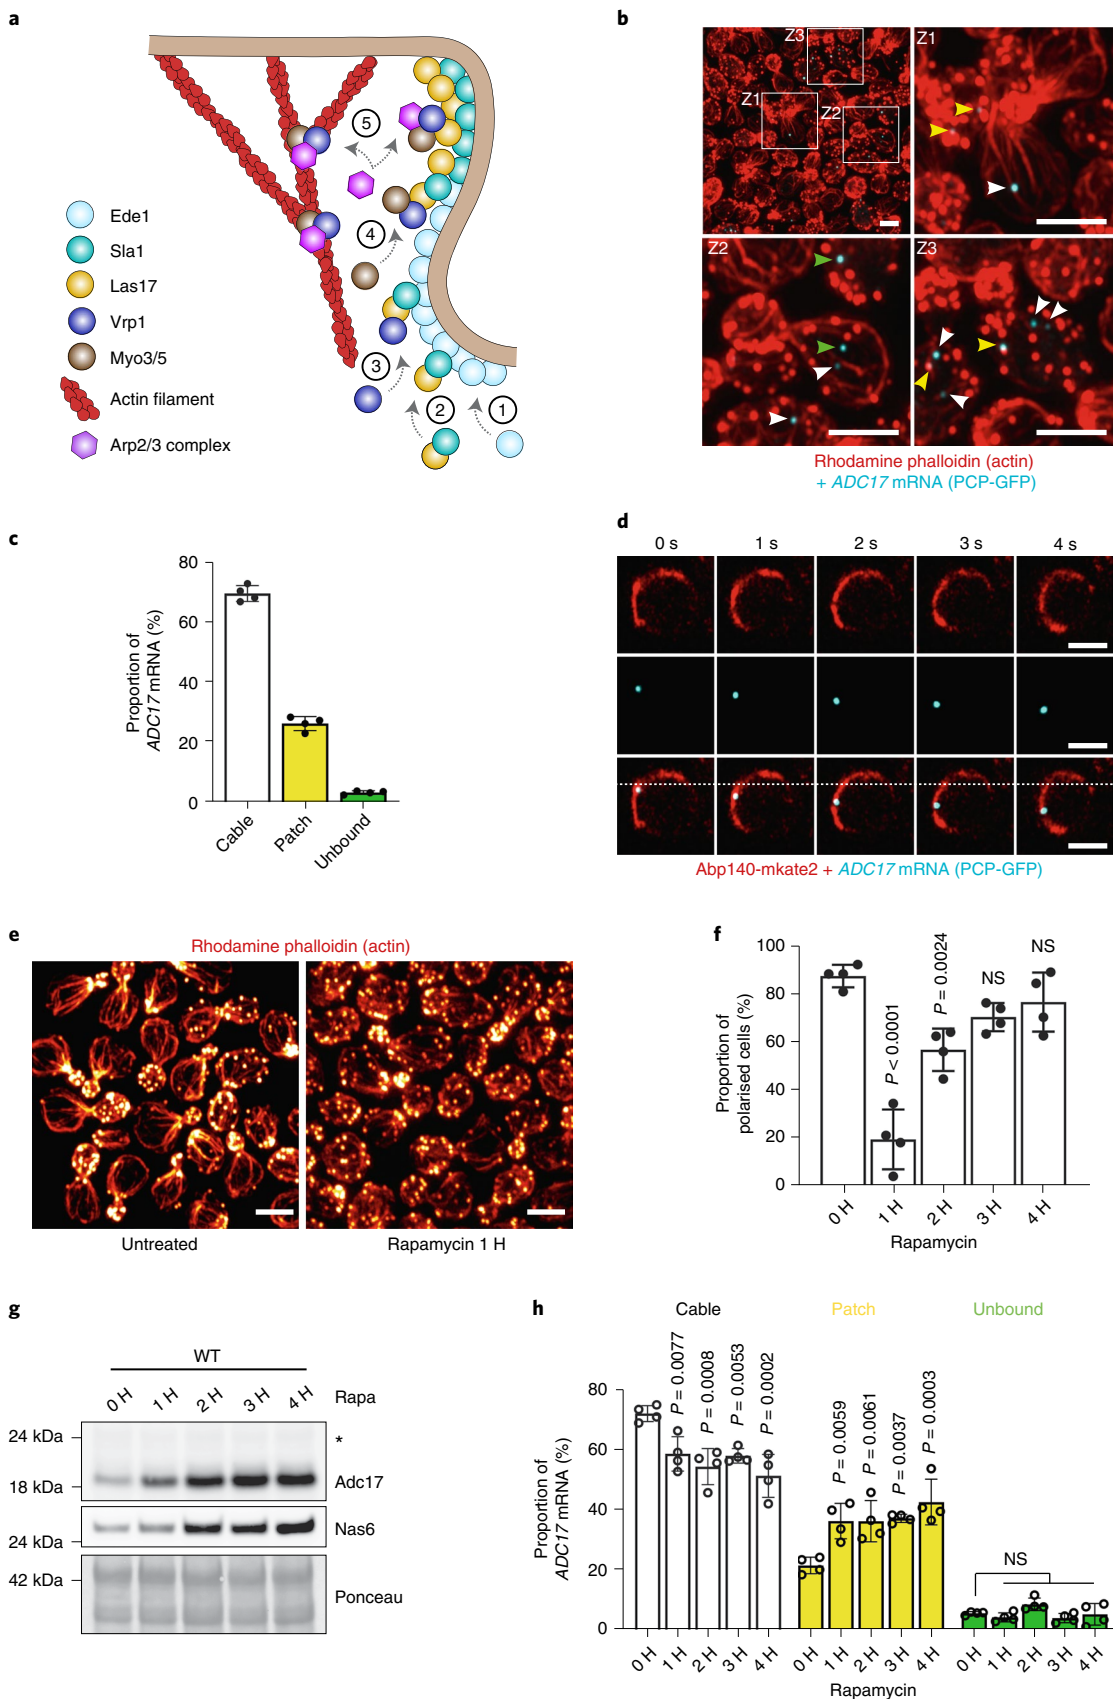 a
5
4
3
2
1
Ede1
Sla1
Las17
Vrp1
Myo3/5
Actin filament
Arp2/3 complex
b
Z3
Z1
Z2
Z1
Z2
Z3
Rhodamine phalloidin (actin)
+ ADC17 mRNA (PCP-GFP)
c
Proportion of
ADC17 mRNA (%)
80
60
40
20
0
Cable
Patch
Unbound
d
0 s
1 s
2 s
3 s
4 s
Abp140-mkate2 + ADC17 mRNA (PCP-GFP)
e
Rhodamine phalloidin (actin)
Untreated
Rapamycin 1 H
f
Proportion of
polarised cells (%)
100
80
60
40
20
0
P < 0.0001
P = 0.0024
NS
NS
0 H
1 H
2 H
3 H
4 H
Rapamycin
g
WT
0 H
1 H
2 H
3 H
4 H
Rapa
24 kDa
*
18 kDa
Adc17
24 kDa
Nas6
42 kDa
Ponceau
h
Cable
Patch
Unbound
Proportion of
ADC17 mRNA (%)
80
60
40
20
0
P = 0.0077
P = 0.0008
P = 0.0053
P = 0.0002
P = 0.0059
P = 0.0061
P = 0.0037
P = 0.0003
NS
0 H
1 H
2 H
3 H
4 H
0 H
1 H
2 H
3 H
4 H
0 H
1 H
2 H
3 H
4 H
Rapamycin